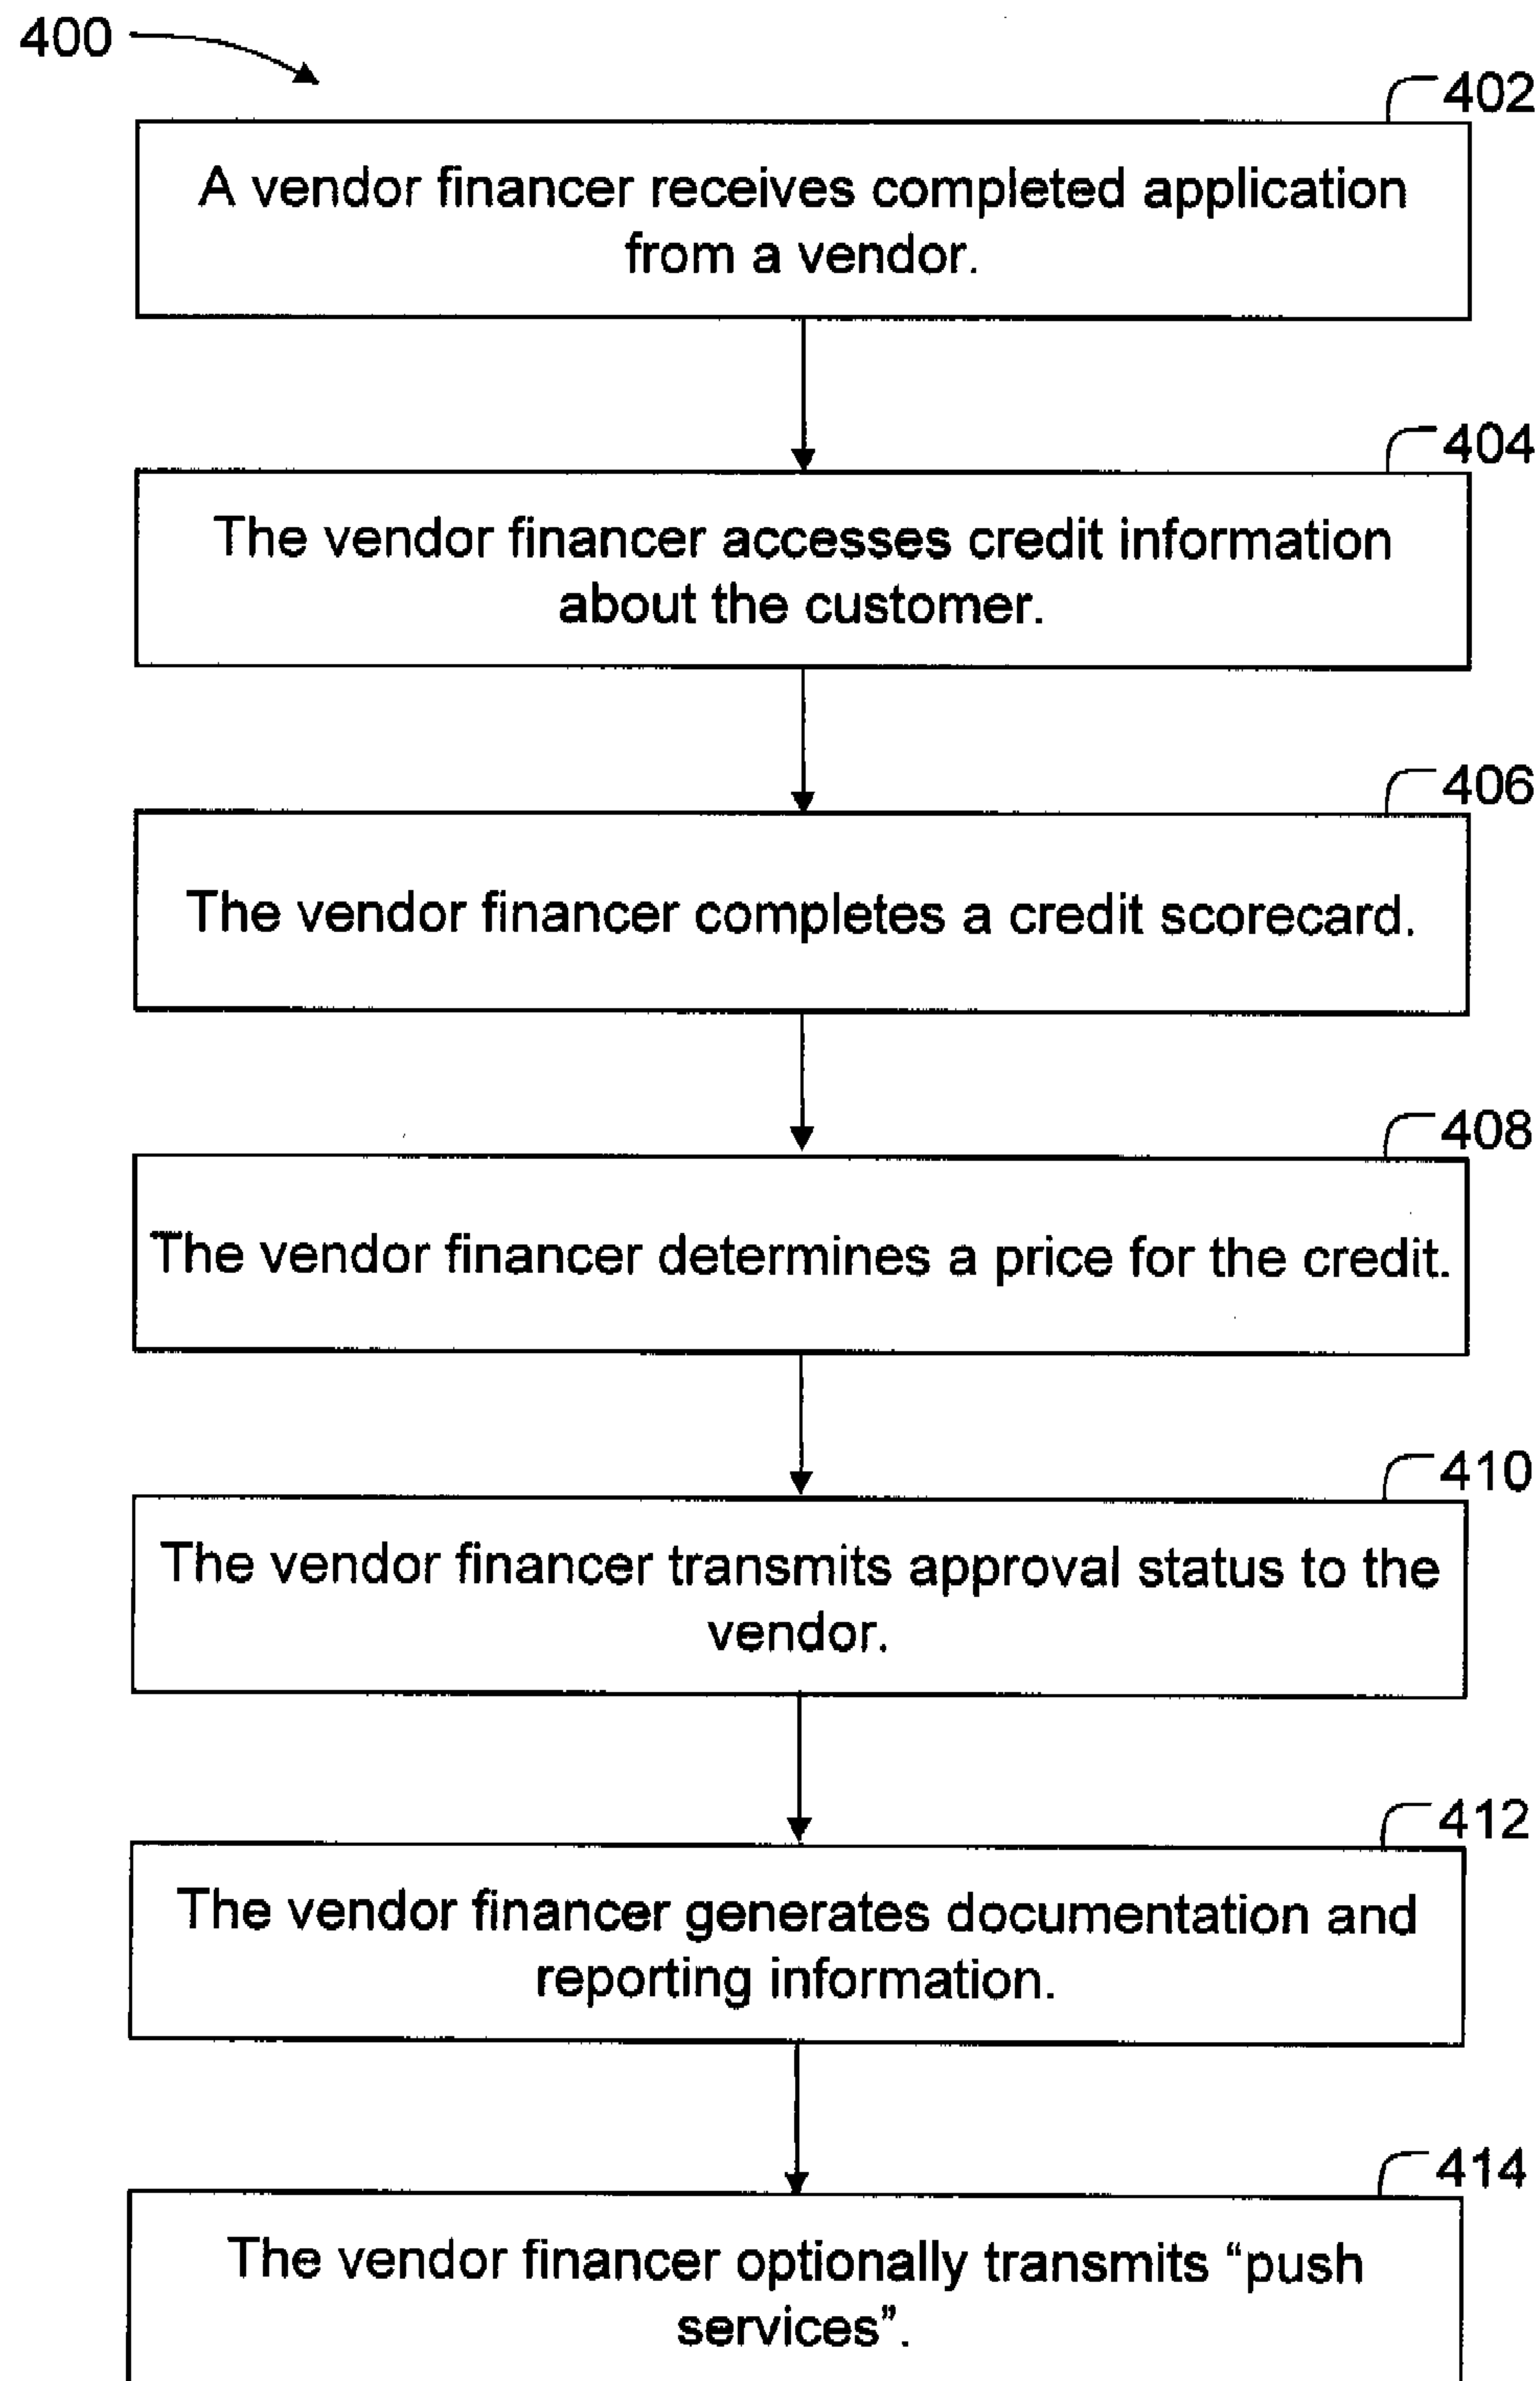 400
402
A vendor financer receives completed application
from a vendor.
404
The vendor financer accesses credit information
about the customer.
406
The vendor financer completes a credit scorecard.
408
The vendor financer determines a price for the credit.
410
The vendor financer transmits approval status to the
vendor.
412
The vendor financer generates documentation and
reporting information.
414
The vendor financer optionally transmits “push
services”.